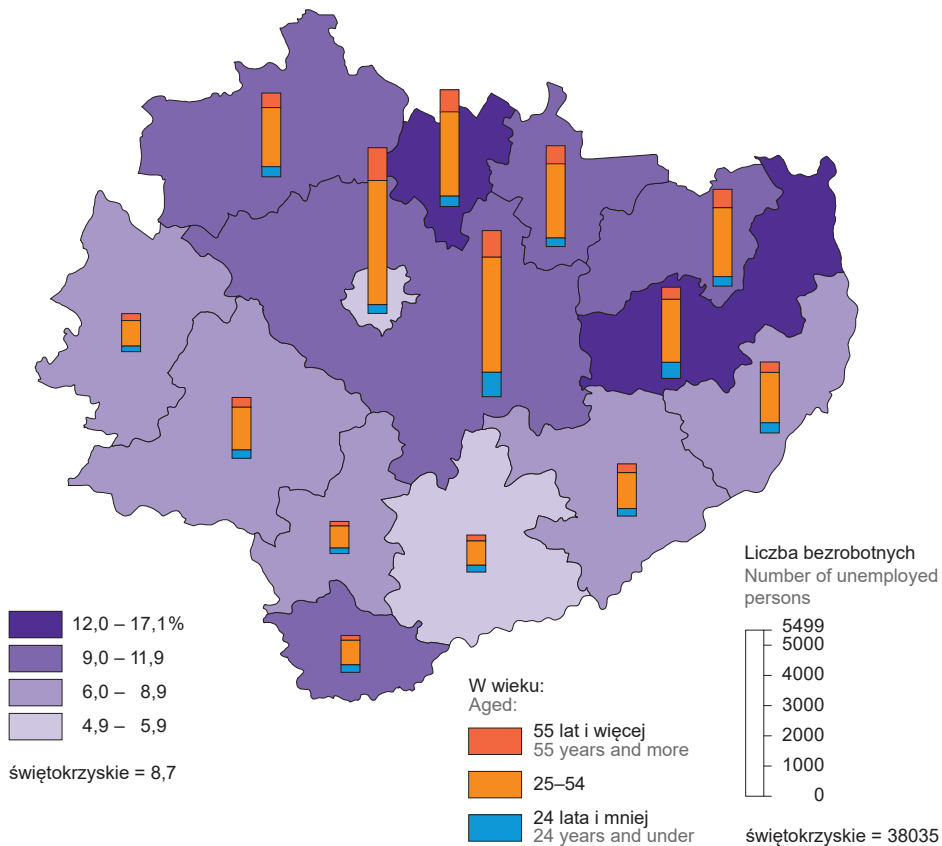 12,0 – 17,1%
9,0 – 11,9
6,0 – 8,9
4,9 – 5,9
świętokrzyskie = 8,7
W wieku:
Aged:
55 lat i więcej
55 years and more
25–54
24 lata i mniej
24 years and under
Liczba bezrobotnych
Number of unemployed
persons
5499
5000
4000
3000
2000
1000
0
świętokrzyskie = 38035